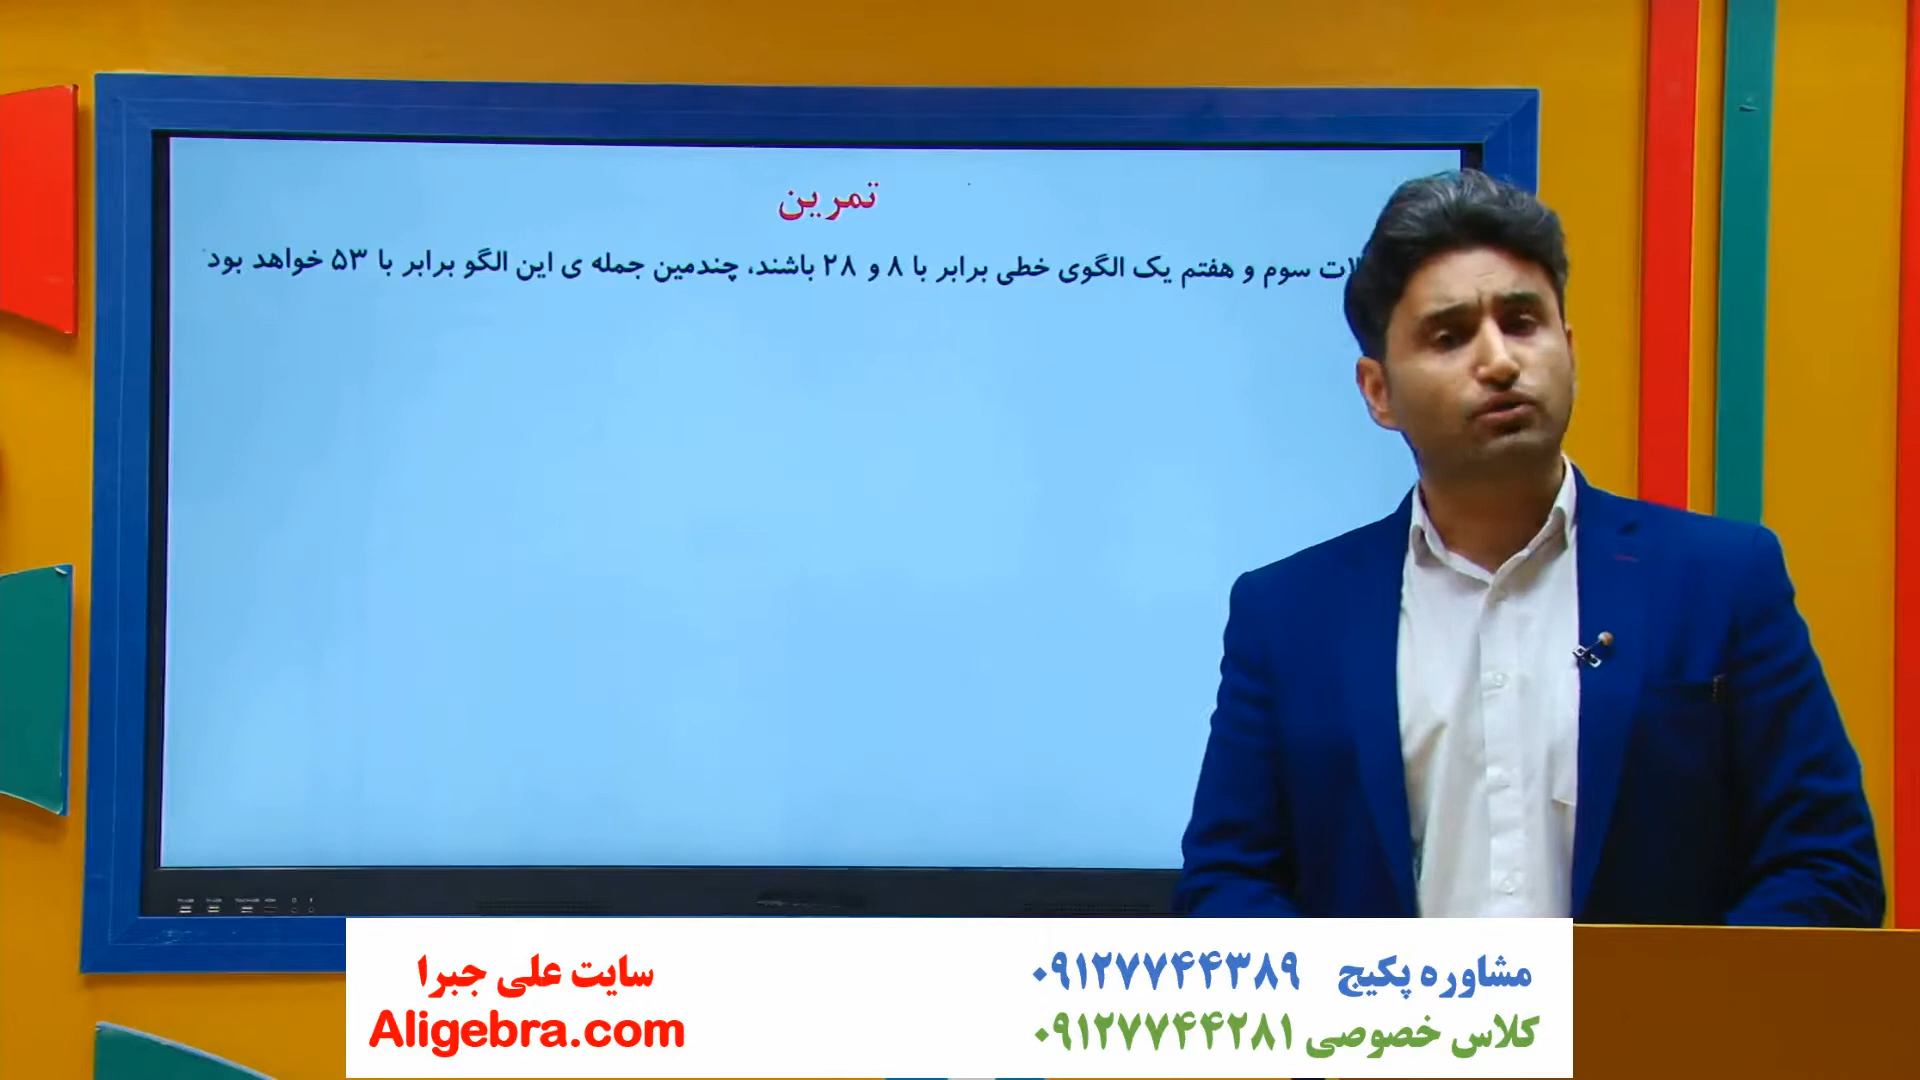 تمرین
سوم و هفتم یک الگوی خطی برابر با ۸ و ۲۸ باشند، چندمین جمله ی این الگو برابر با ۵۳ خواهد بود
مشاوره پکیج ۰۹۱۲۷۷۴۴۳۸۹
کلاس خصوصی ۰۹۱۲۷۷۴۴۲۸۱
سایت علی جبرا
Aligebra.com